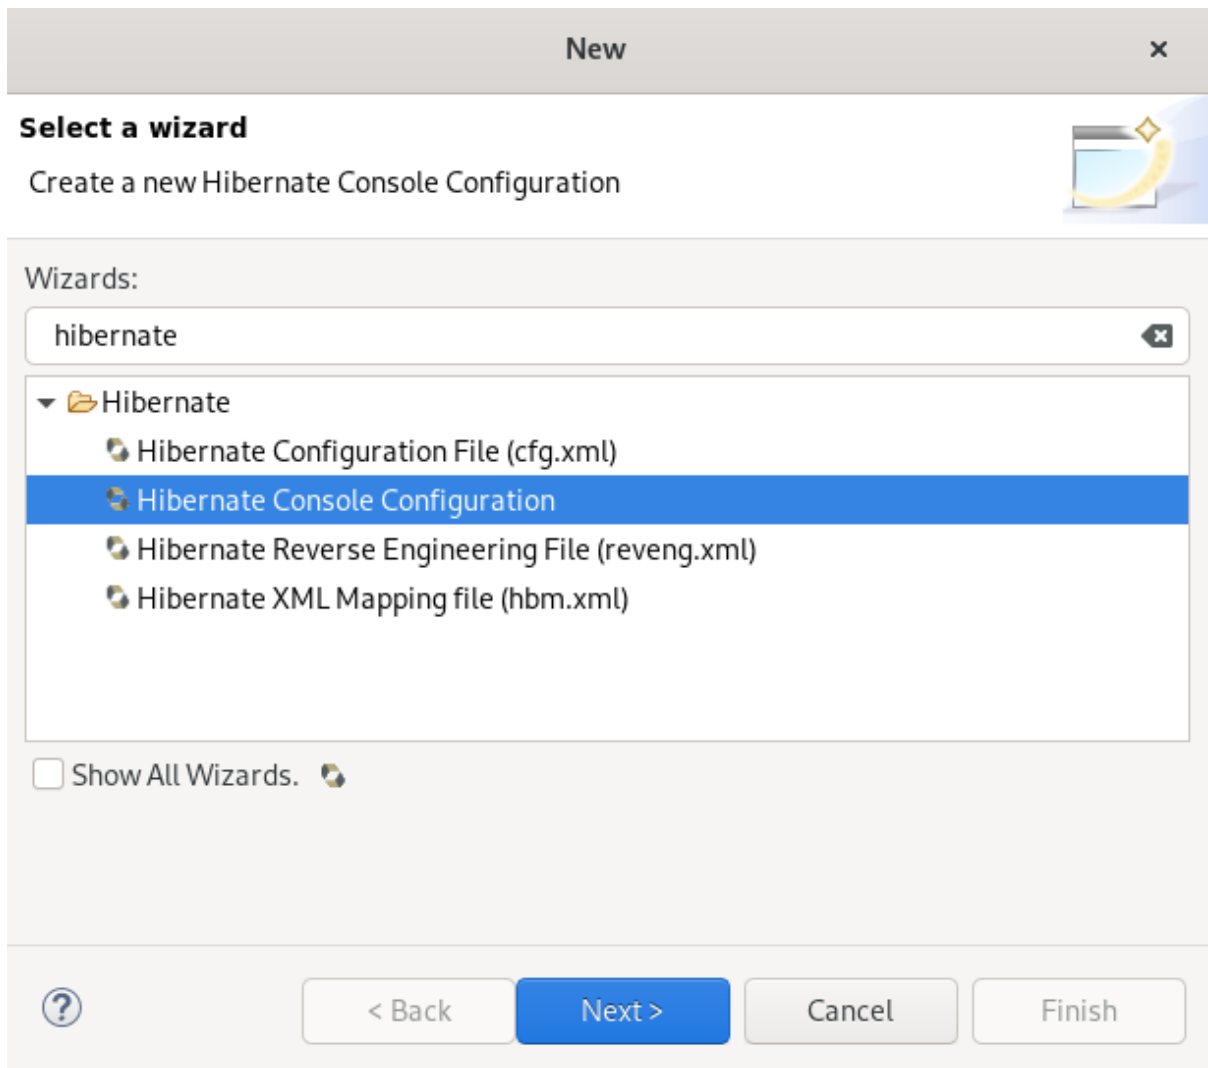 New
Select a wizard
Create a new Hibernate Console Configuration
Wizards:
hibernate
Hibernate
Hibernate Configuration File (cfg.xml)
Hibernate Console Configuration
Hibernate Reverse Engineering File (reveng.xml)
Hibernate XML Mapping file (hbm.xml)
Show All Wizards.
? < Back Next > Cancel Finish